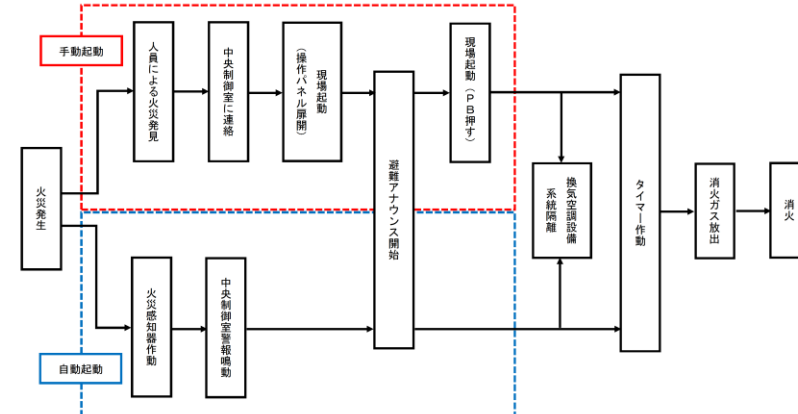 手動起動
火災発生
人員による火災発見
中央制御室に連絡
現場起動
（操作パネル扉開）
避難アナウンス開始
現場起動（ＰＢ押す）
換気空調設備
系統隔離
タイマー作動
消火ガス放出
消火
火災感知器作動
中央制御室警報鳴動
自動起動